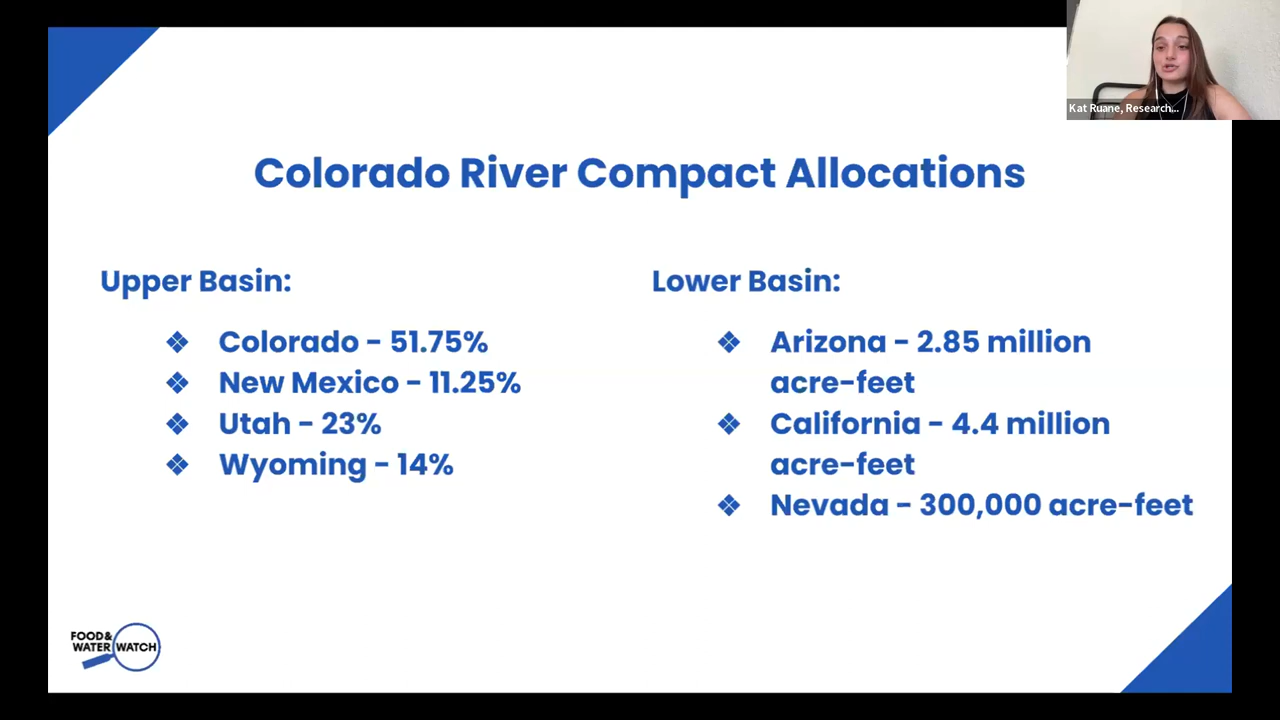 Kat Ruane, Research...
Colorado River Compact Allocations
Upper Basin:
❖ Colorado - 51.75%
❖ New Mexico - 11.25%
❖ Utah - 23%
❖ Wyoming - 14%
Lower Basin:
❖ Arizona - 2.85 million
acre-feet
❖ California - 4.4 million
acre-feet
❖ Nevada - 300,000 acre-feet
FOOD&
WATER WATCH